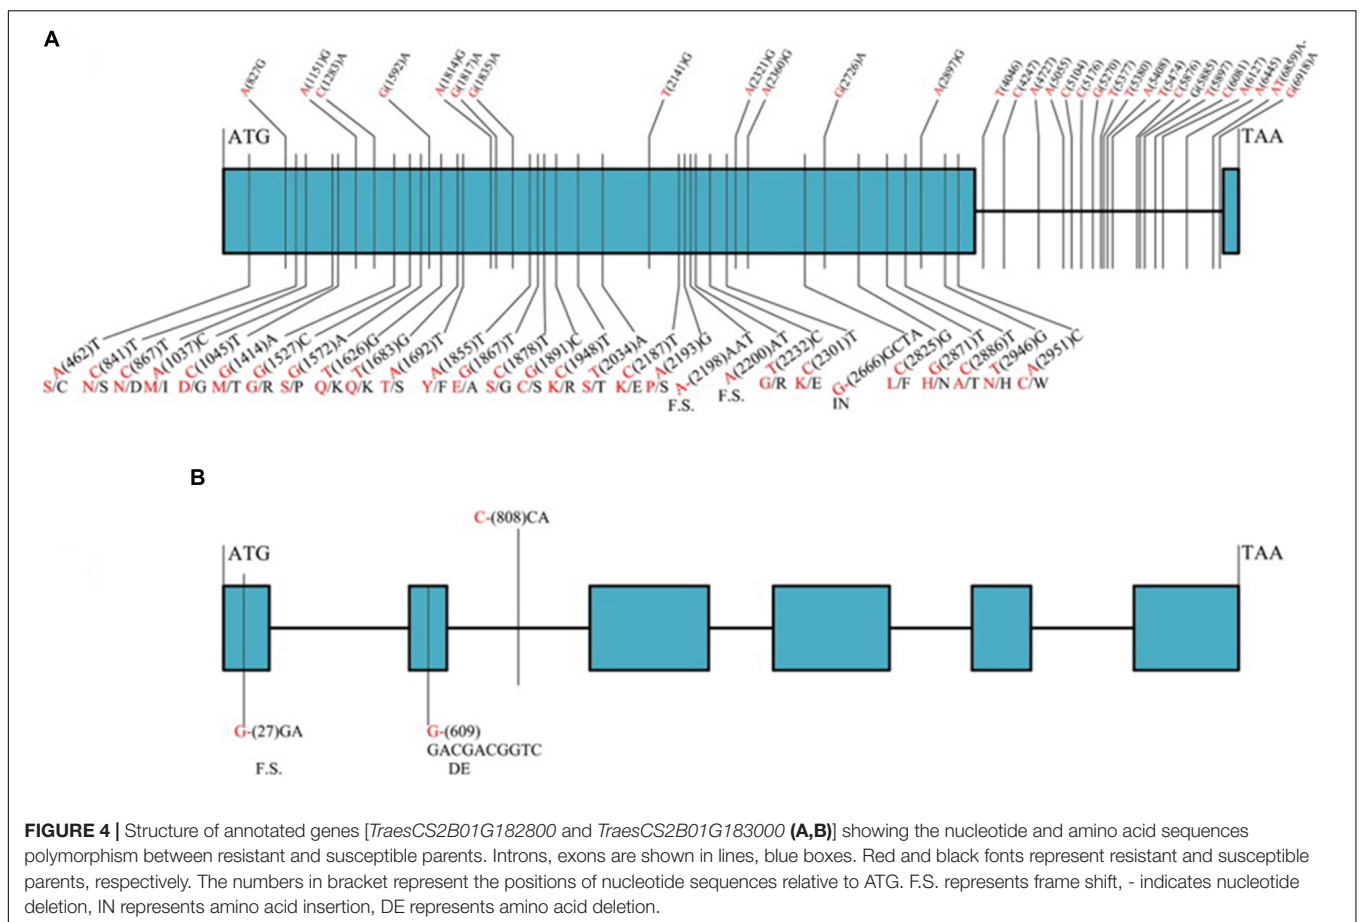 A
A(827G
A(1151)G
C(1283)A
G(1592)A
A(1814)G
G(1817)A
G(1835)A
T(2141)G
A(2321)G
A(2360)G
G(2726)A
A(2897)G
T(4046)
C(4247)
A(4727)
A(5055)
C(5104)
C(5176)
G(5270)
T(5377)
T(5380)
A(5408)
T(5474)
C(5876)
G(5885)
T(5897)
C(6081)
A(6127)
A(6445)
AT(6859)A-
G(6918)A
ATG
TAA
A(462)T
C(841)T
C(867)T
A(1037)C
C(1045)T
G(1414)A
G(1527)C
G(1572)A
T(1626)G
T(1683)G
A(1692)T
A(1855)T
G(1867)T
C(1878)T
G(1891)C
C(1948)T
T(2034)A
C(2187)T
A(2193)G
A-(2198)AAT
A(2200)AT
T(2232)C
C(2301)T
G-(2666)GCTA
C(2825)G
G(2871)T
C(2886)T
T(2946)G
A(2951)C
S/C N/S N/D M/I D/G M/T G/R S/P Q/K Q/K T/S Y/F E/A S/G C/S K/R S/T K/E P/S G/R K/E L/F H/N A/T N/H C/W
F.S. F.S. IN
B
C-(808)CA
ATG
TAA
G-(27)GA
F.S.
G-(609)
GACGACGGTC
DE
FIGURE 4 | Structure of annotated genes [TraesCS2B01G182800 and TraesCS2B01G183000 (A,B)] showing the nucleotide and amino acid sequences
polymorphism between resistant and susceptible parents. Introns, exons are shown in lines, blue boxes. Red and black fonts represent resistant and susceptible
parents, respectively. The numbers in bracket represent the positions of nucleotide sequences relative to ATG. F.S. represents frame shift, - indicates nucleotide
deletion, IN represents amino acid insertion, DE represents amino acid deletion.